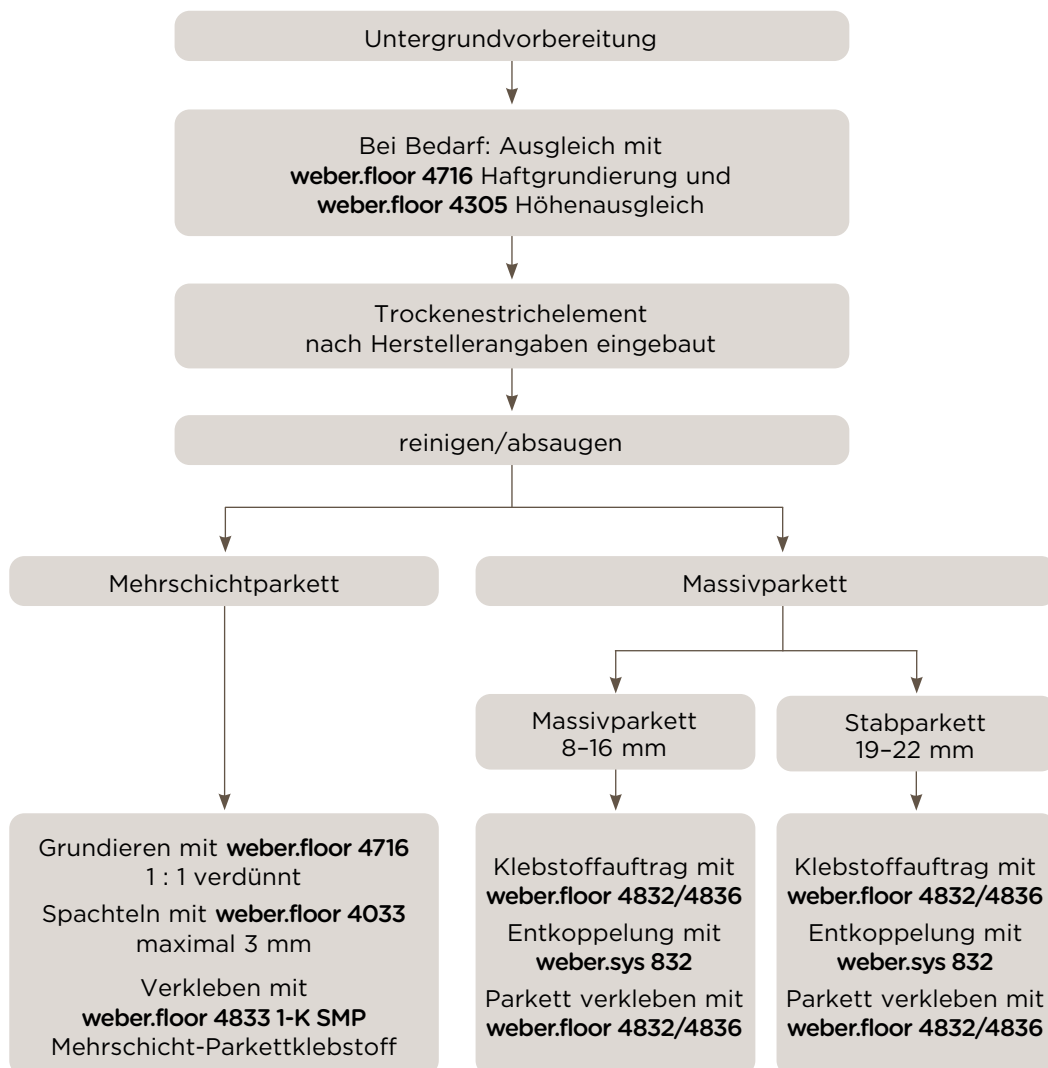 Untergrundvorbereitung
Bei Bedarf: Ausgleich mit
weber.floor 4716 Haftgrundierung und
weber.floor 4305 Höhenausgleich
Trockenestrichelement
nach Herstellerangaben eingebaut
reinigen/absaugen
Mehrschichtparkett
Massivparkett
Massivparkett
8–16 mm
Stabparkett
19–22 mm
Grundieren mit weber.floor 4716
1 : 1 verdünnt
Spachteln mit weber.floor 4033
maximal 3 mm
Verkleben mit
weber.floor 4833 1-K SMP
Mehrschicht-Parkettklebstoff
Klebstoffauftrag mit
weber.floor 4832/4836
Entkoppelung mit
weber.sys 832
Parkett verkleben mit
weber.floor 4832/4836
Klebstoffauftrag mit
weber.floor 4832/4836
Entkoppelung mit
weber.sys 832
Parkett verkleben mit
weber.floor 4832/4836